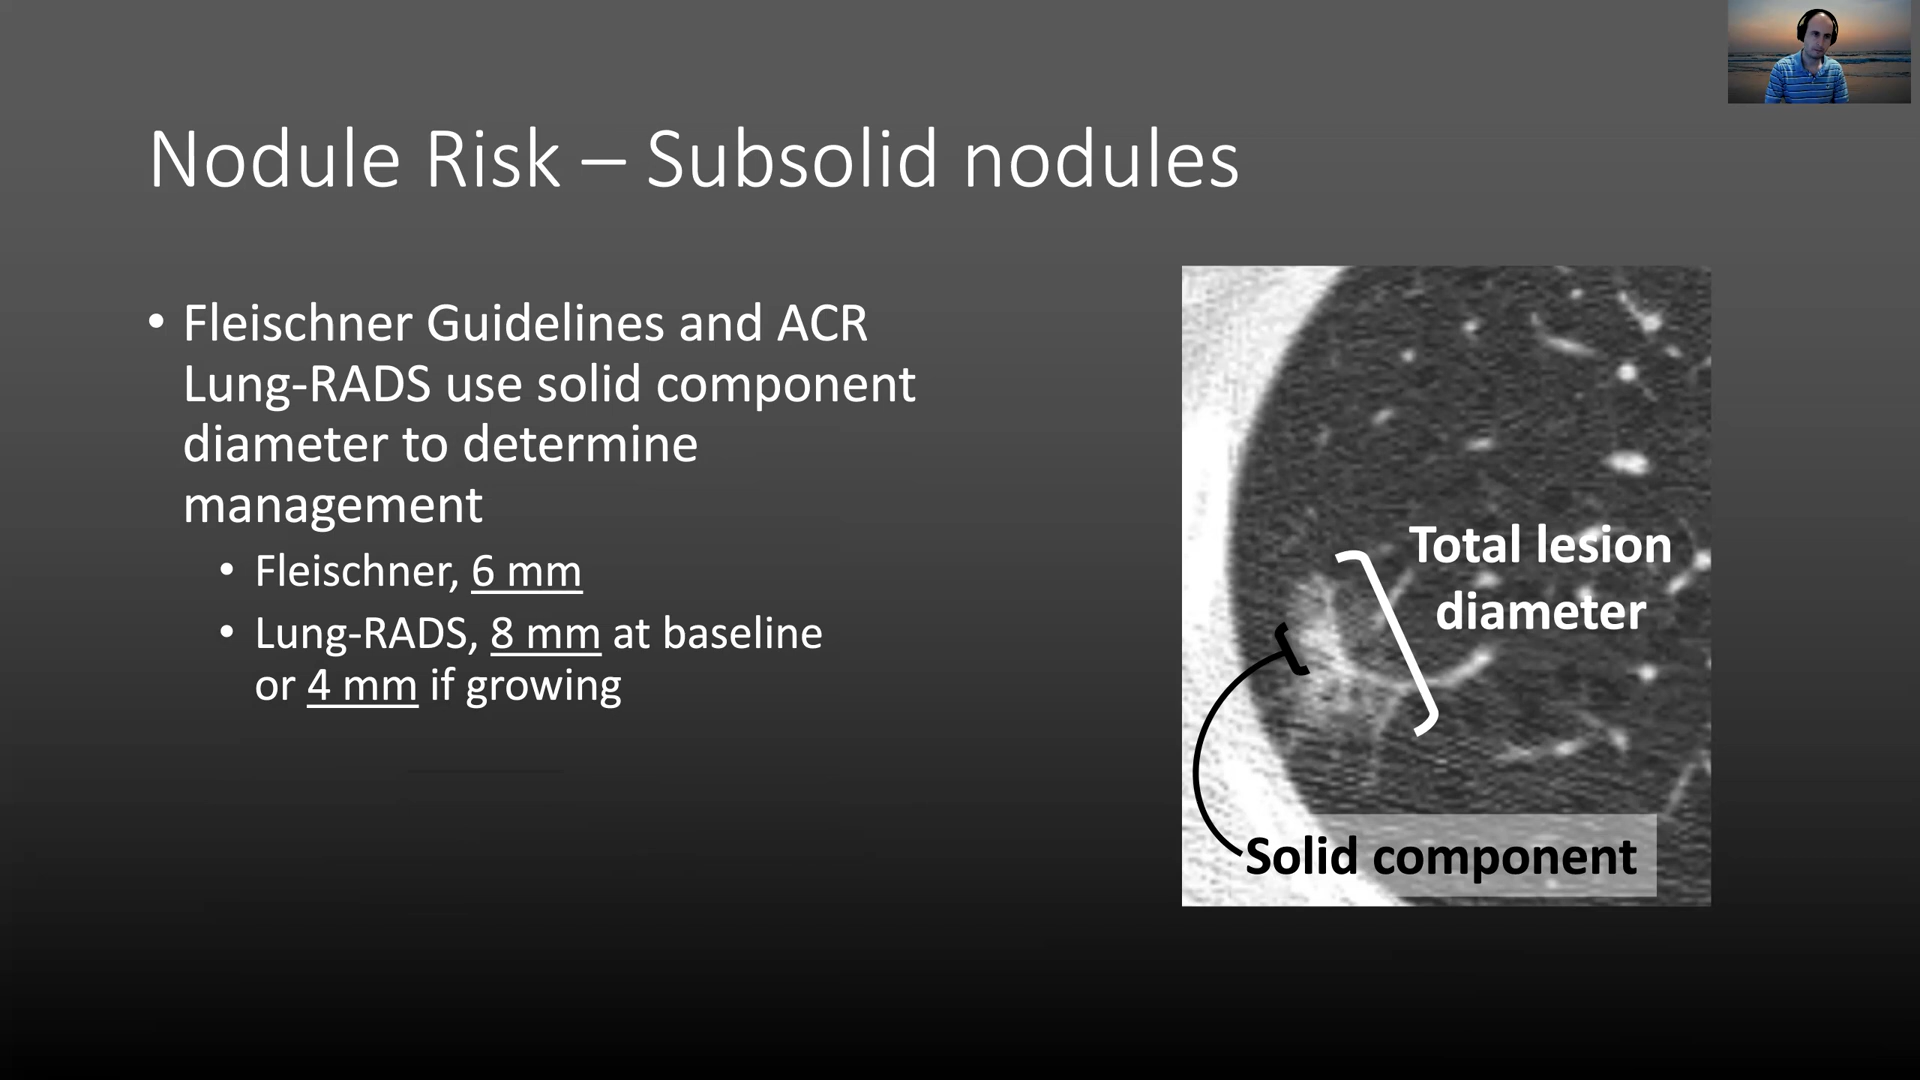 Nodule Risk – Subsolid nodules
• Fleischner Guidelines and ACR
Lung-RADS use solid component
diameter to determine
management
• Fleischner, 6 mm
• Lung-RADS, 8 mm at baseline
or 4 mm if growing
Total lesion
diameter
Solid component